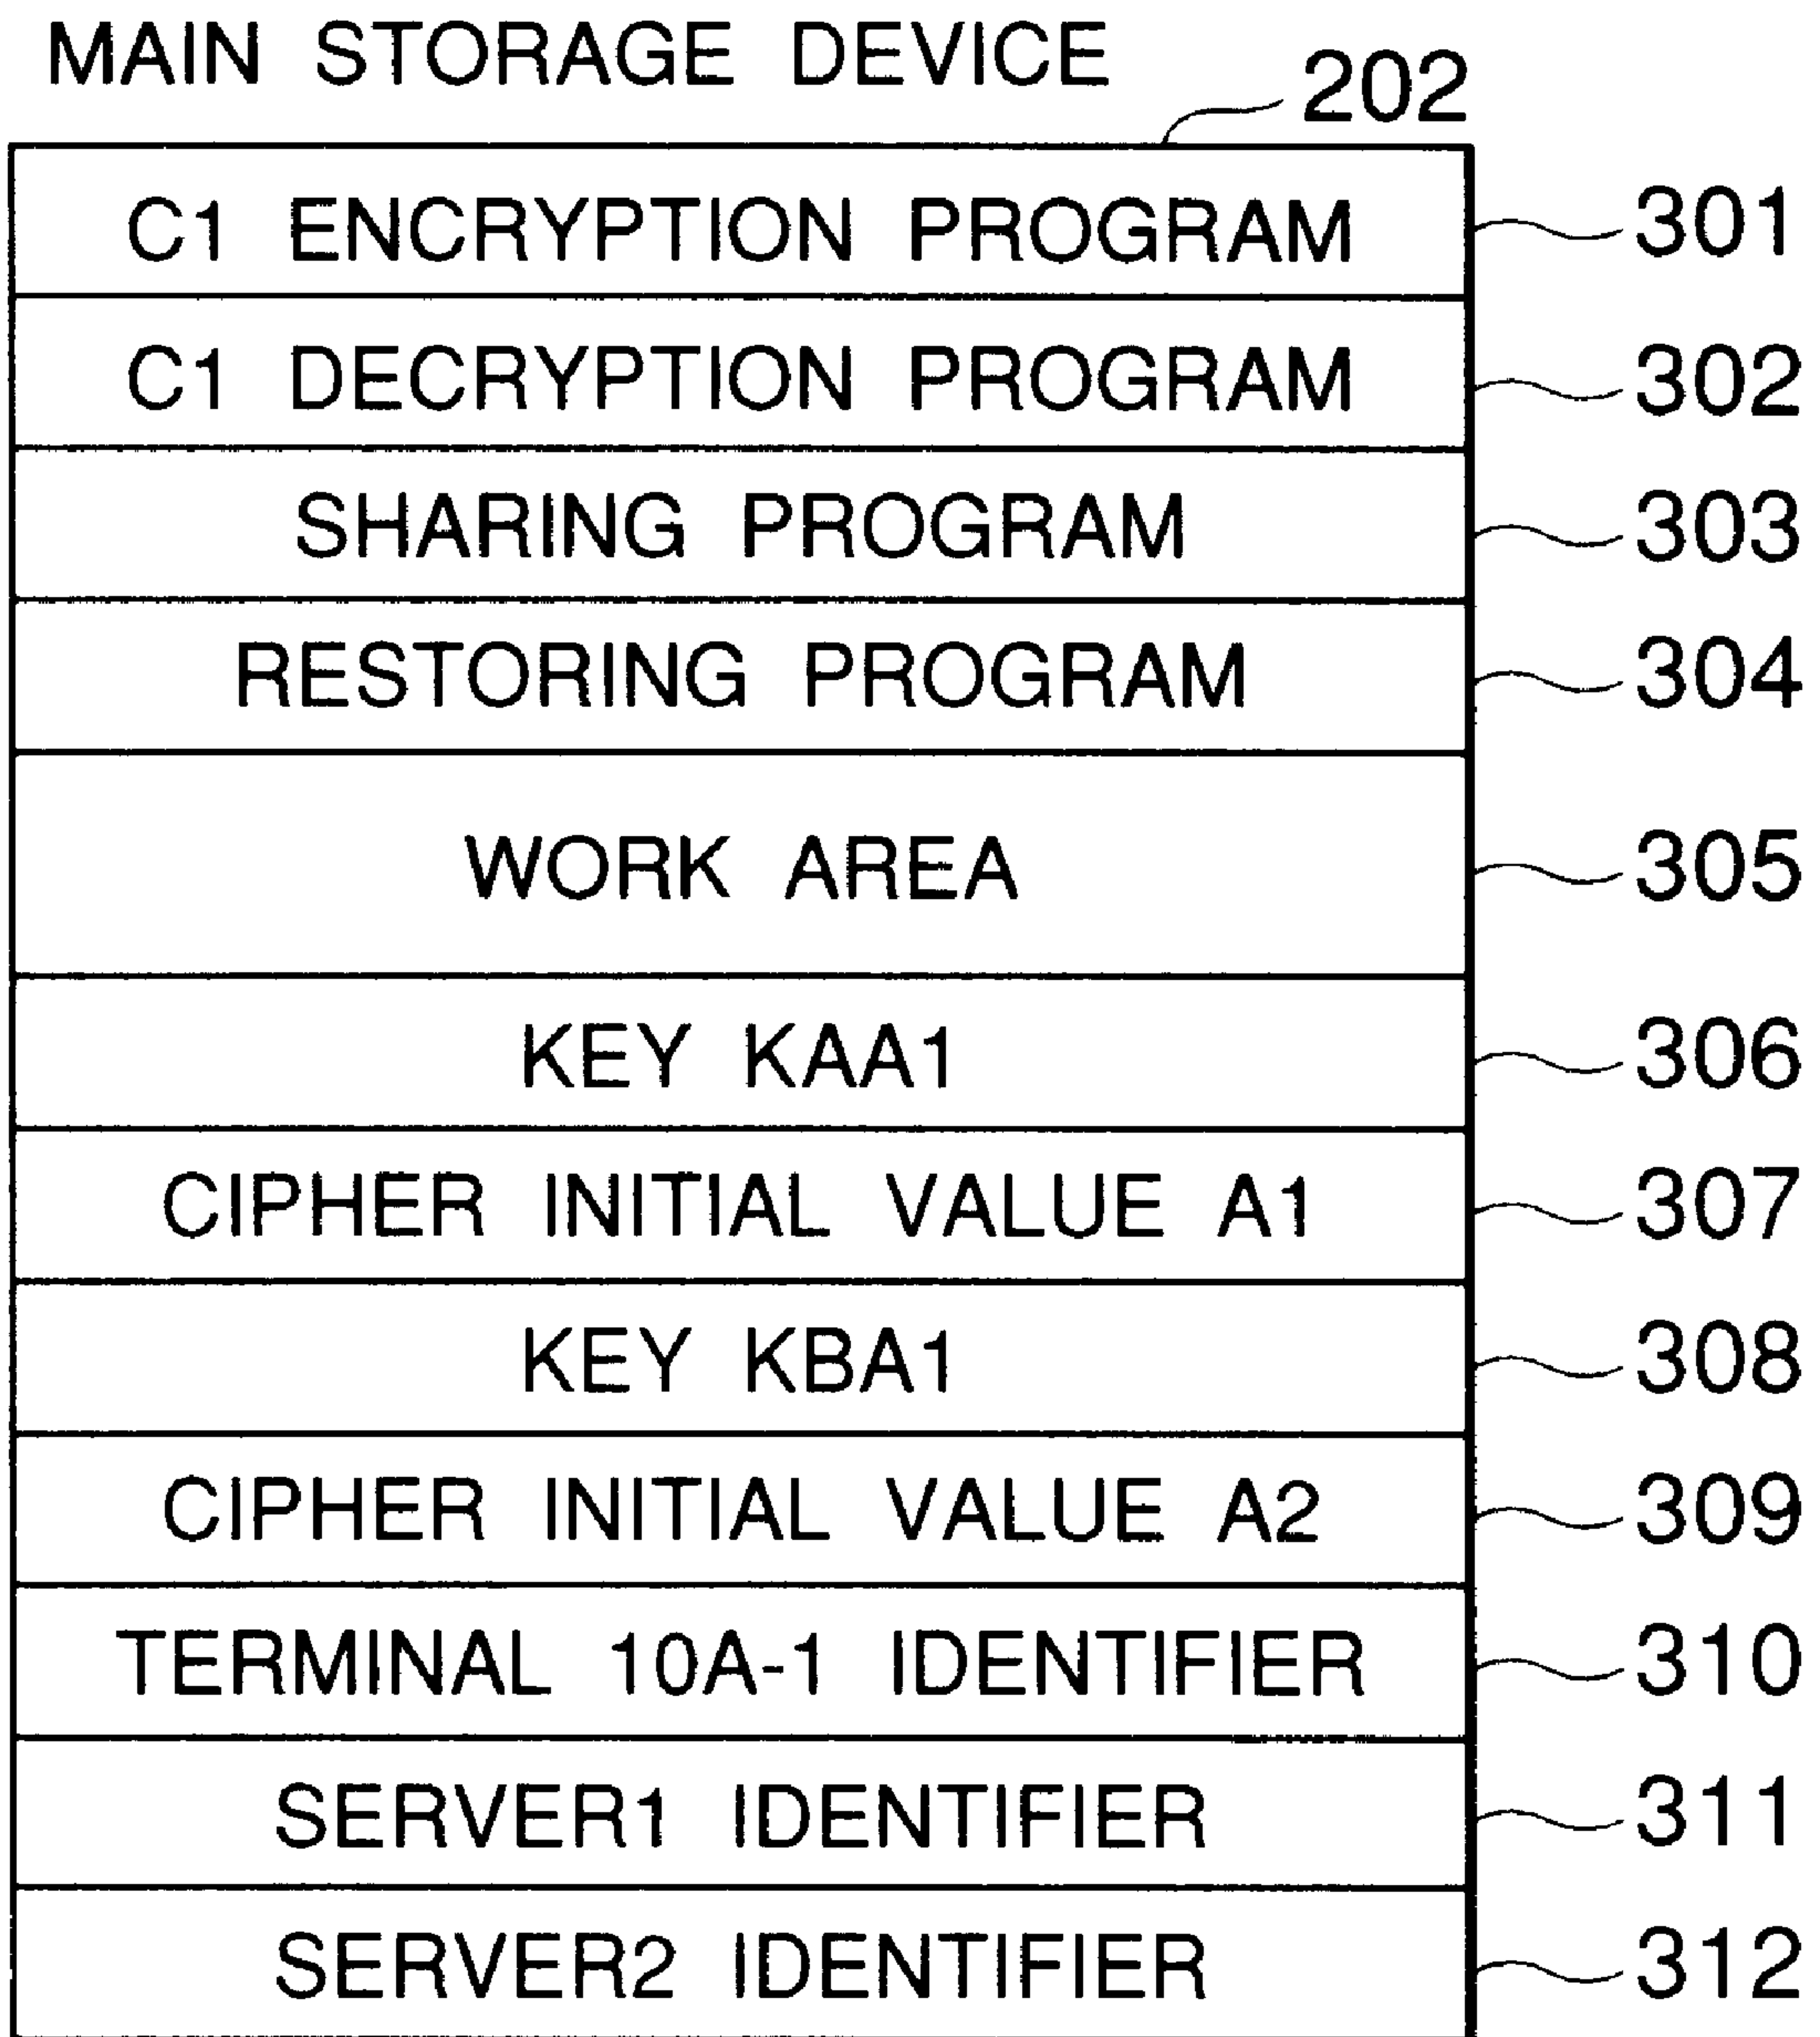 MAIN STORAGE DEVICE
202
C1 ENCRYPTION PROGRAM 301
C1 DECRYPTION PROGRAM 302
SHARING PROGRAM 303
RESTORING PROGRAM 304
WORK AREA 305
KEY KAA1 306
CIPHER INITIAL VALUE A1 307
KEY KBA1 308
CIPHER INITIAL VALUE A2 309
TERMINAL 10A-1 IDENTIFIER 310
SERVER1 IDENTIFIER 311
SERVER2 IDENTIFIER 312